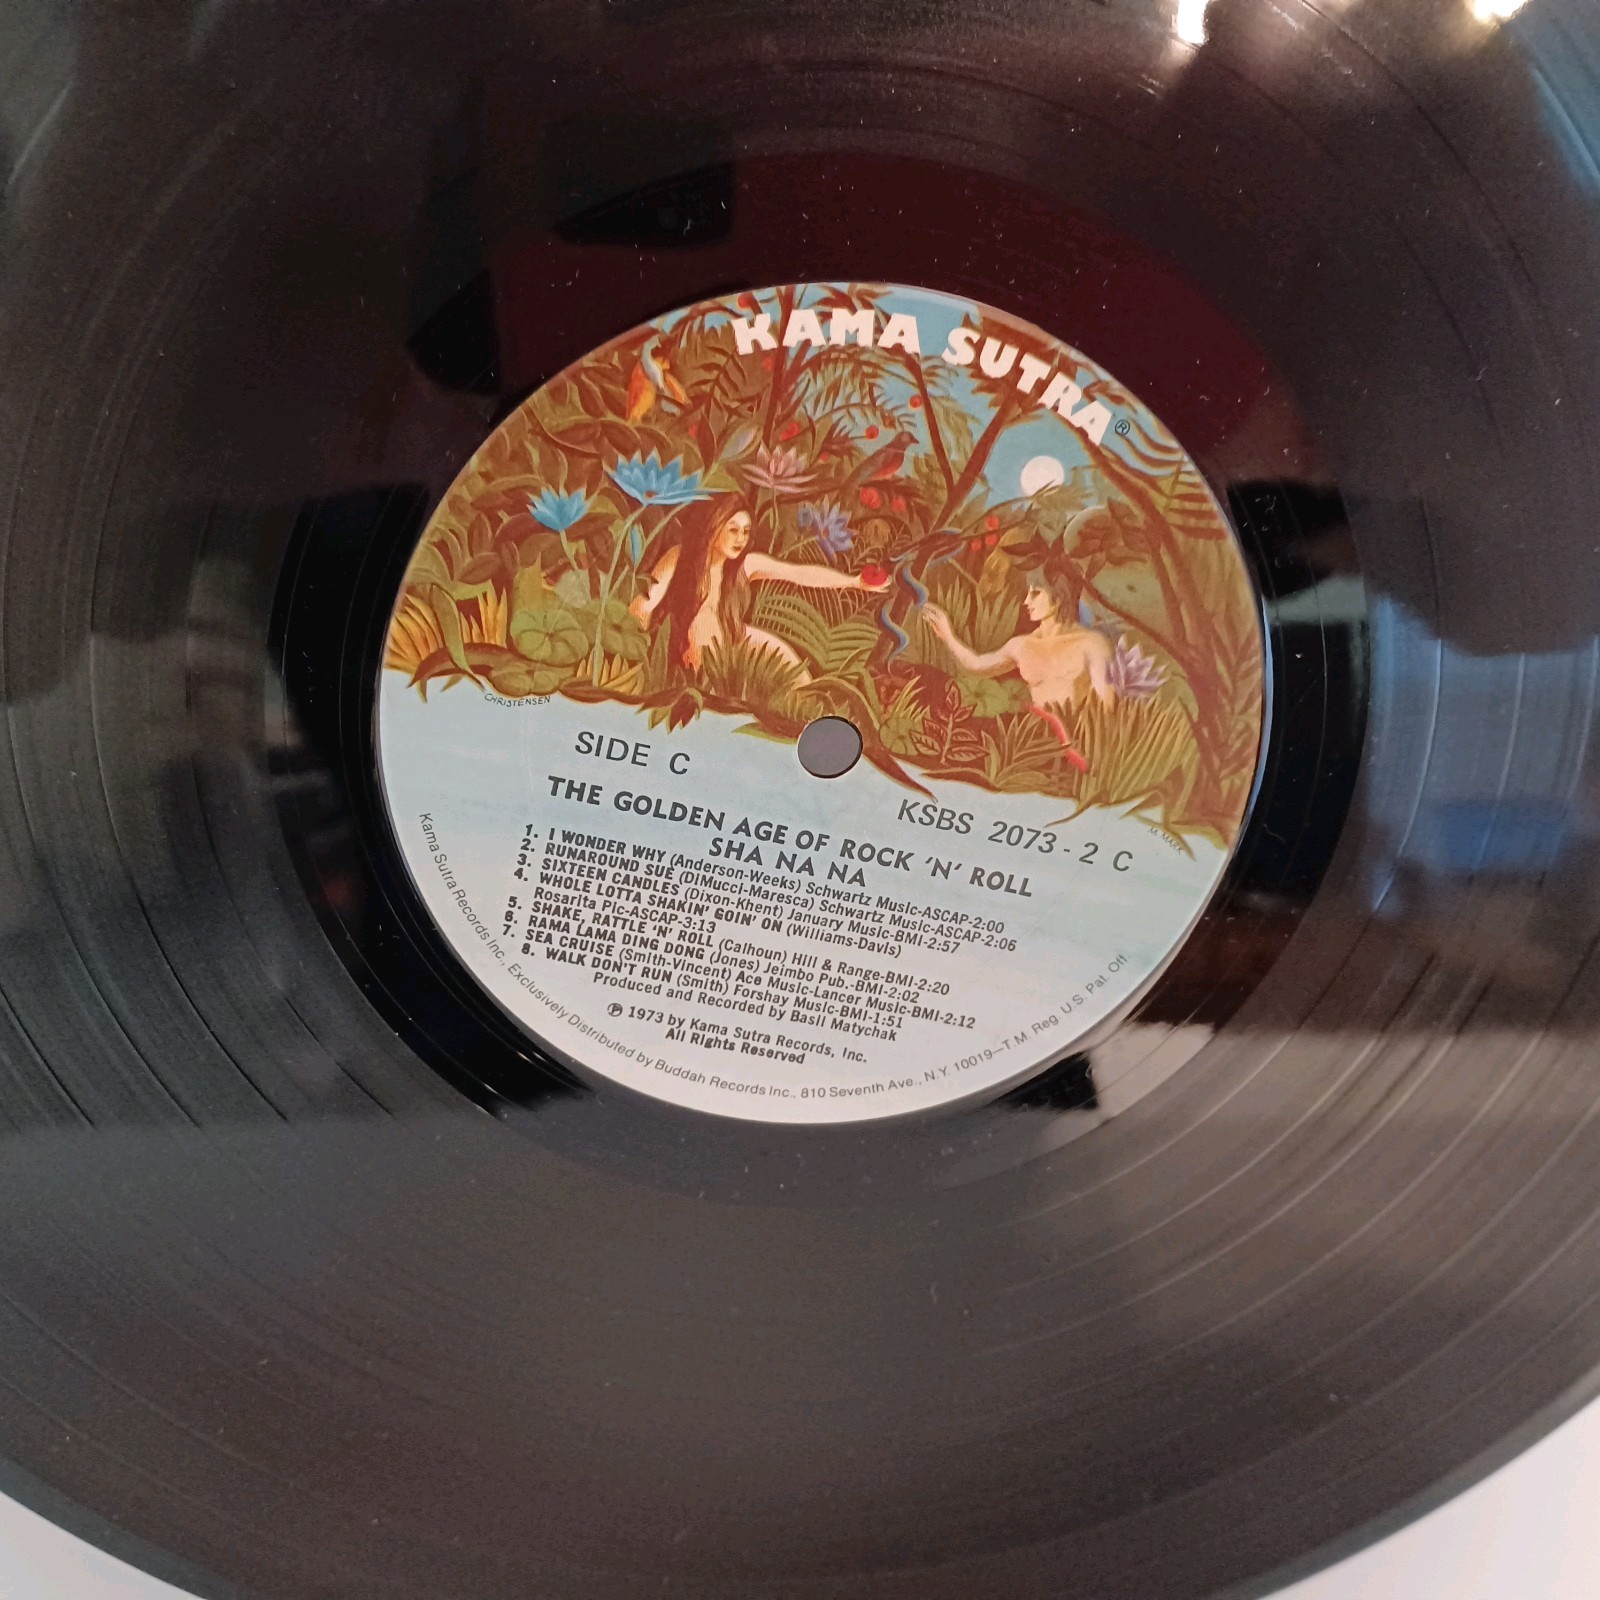 KAMA SUTRA®
CHRISTENSEN
M. MARK
SIDE C
KSBS 2073-2 C
THE GOLDEN AGE OF ROCK 'N' ROLL
SHA NA NA
1. I WONDER WHY (Anderson-Weeks) Schwartz Music-ASCAP-2:00
2. RUNAROUND SUE (DiMucci-Maresca) Schwartz Music-ASCAP-2:06
3. SIXTEEN CANDLES (Dixon-Khent) January Music-BMI-2:57
4. WHOLE LOTTA SHAKIN' GOIN' ON (Williams-Davis)
Rosarita Pic-ASCAP-3:13
5. SHAKE, RATTLE 'N' ROLL (Calhoun) Hill & Range-BMI-2:20
6. RAMA LAMA DING DONG (Jones) Jeimbo Pub.-BMI-2:02
7. SEA CRUISE (Smith-Vincent) Ace Music-Lancer Music-BMI-2:12
8. WALK DON'T RUN (Smith) Forshay Music-BMI-1:51
Produced and Recorded by Basil Matychak
℗ 1973 by Kama Sutra Records, Inc.
All Rights Reserved
Kama Sutra Records Inc., Exclusively Distributed by Buddah Records Inc., 810 Seventh Ave., N.Y. 10019—T.M. Reg. U.S. Pat. Off.